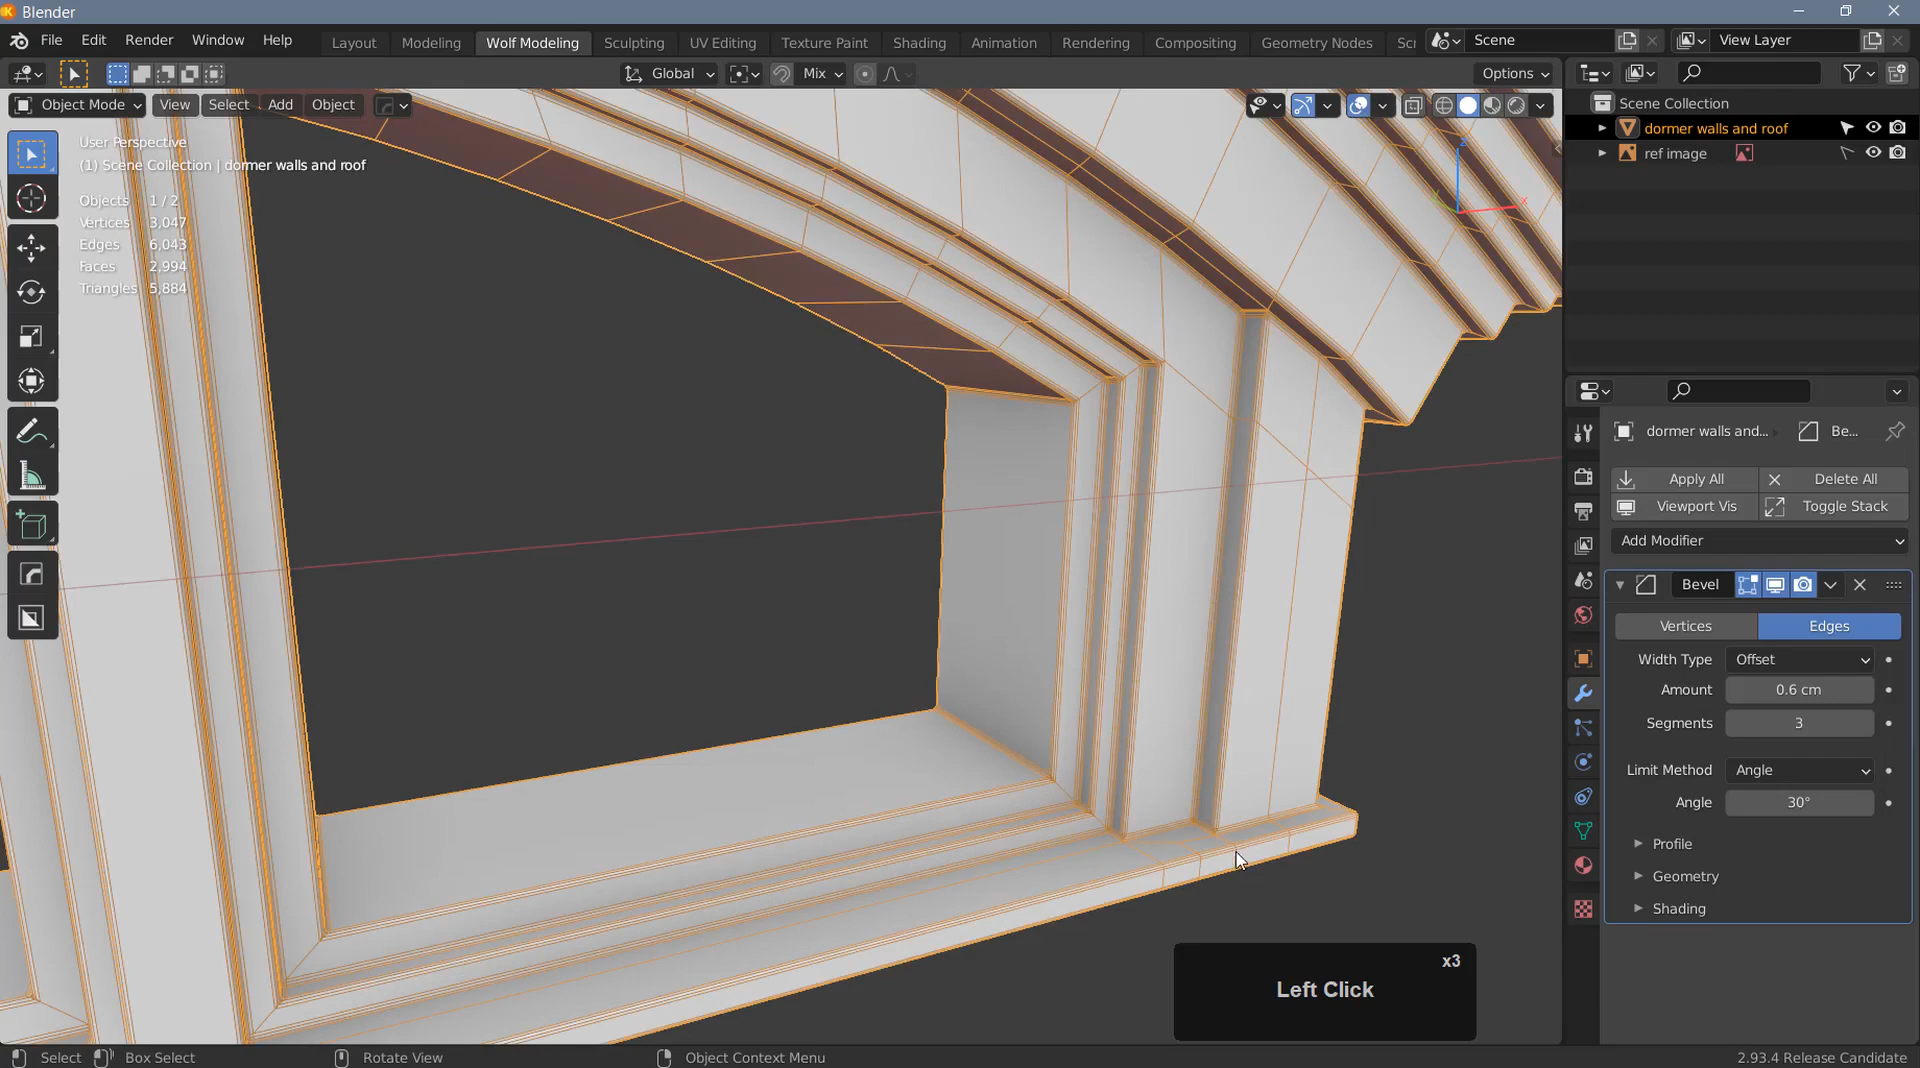 Blender
File Edit Render Window Help
Layout Modeling Wolf Modeling Sculpting UV Editing Texture Paint Shading Animation Rendering Compositing Geometry Nodes Scr
Scene
View Layer
Global
Mix
Options
Object Mode View Select Add Object
User Perspective
(1) Scene Collection | dormer walls and roof
Objects 1 / 2
Vertices 3,047
Edges 6,043
Faces 2,994
Triangles 5,884
Z
X
Scene Collection
dormer walls and roof
ref image
dormer walls and...
Be...
Apply All
Delete All
Viewport Vis
Toggle Stack
Add Modifier
Bevel
Vertices
Edges
Width Type Offset
Amount 0.6 cm
Segments 3
Limit Method Angle
Angle 30°
Profile
Geometry
Shading
x3
Left Click
Select
Box Select
Rotate View
Object Context Menu
2.93.4 Release Candidate